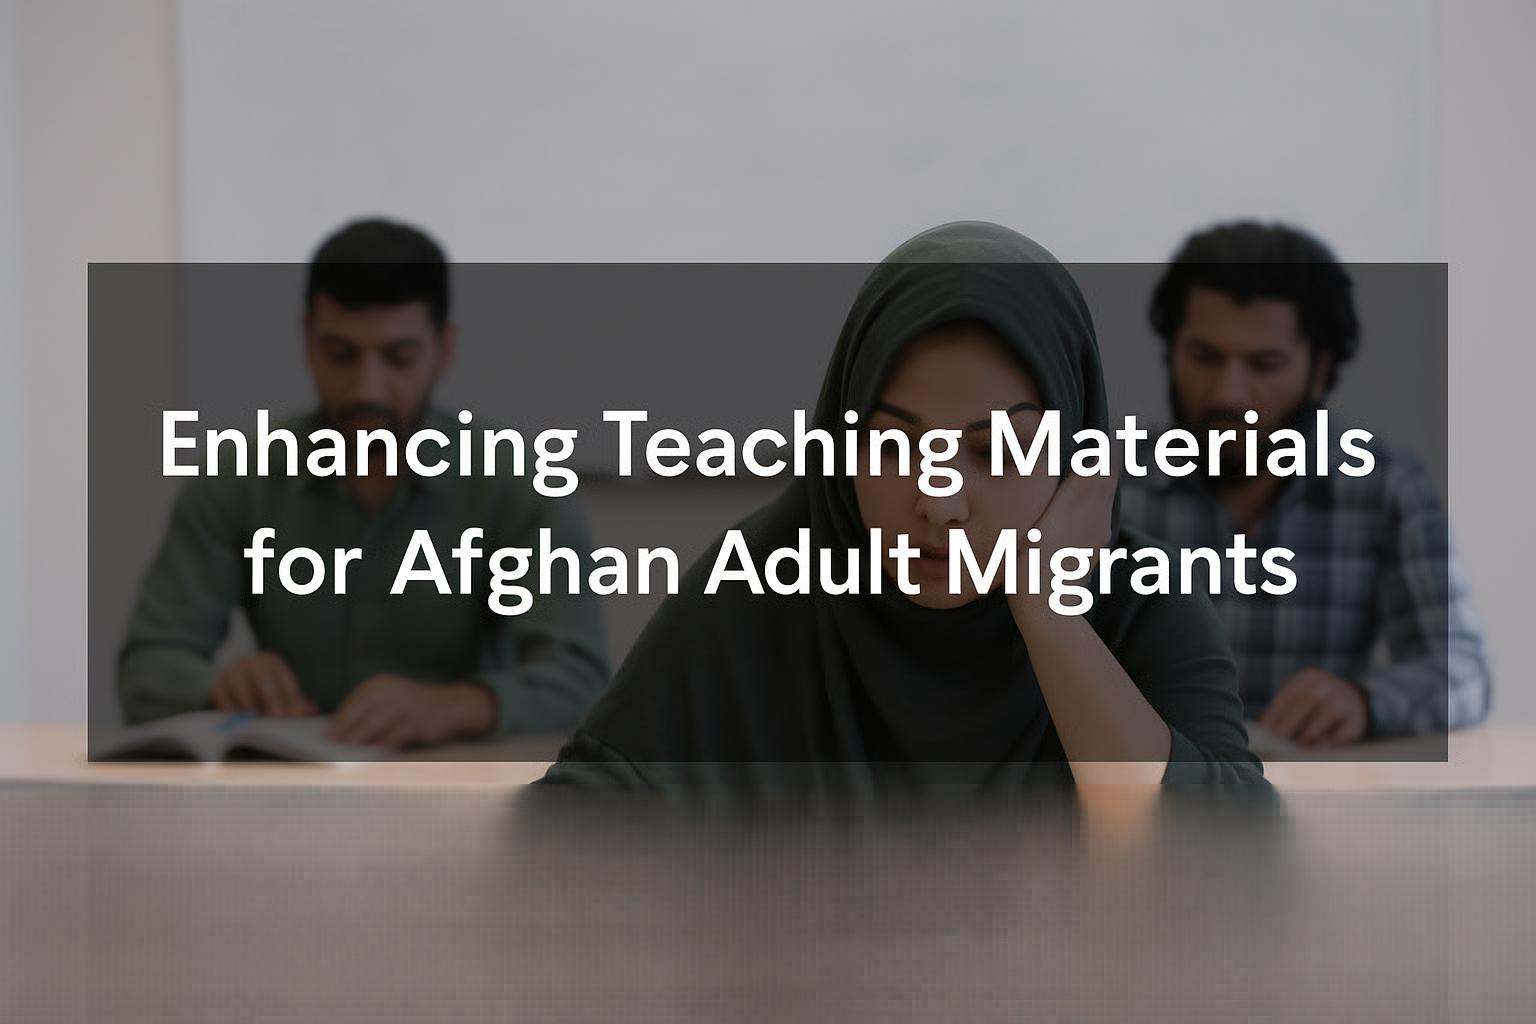 Enhancing Teaching Materials
for Afghan Adult Migrants